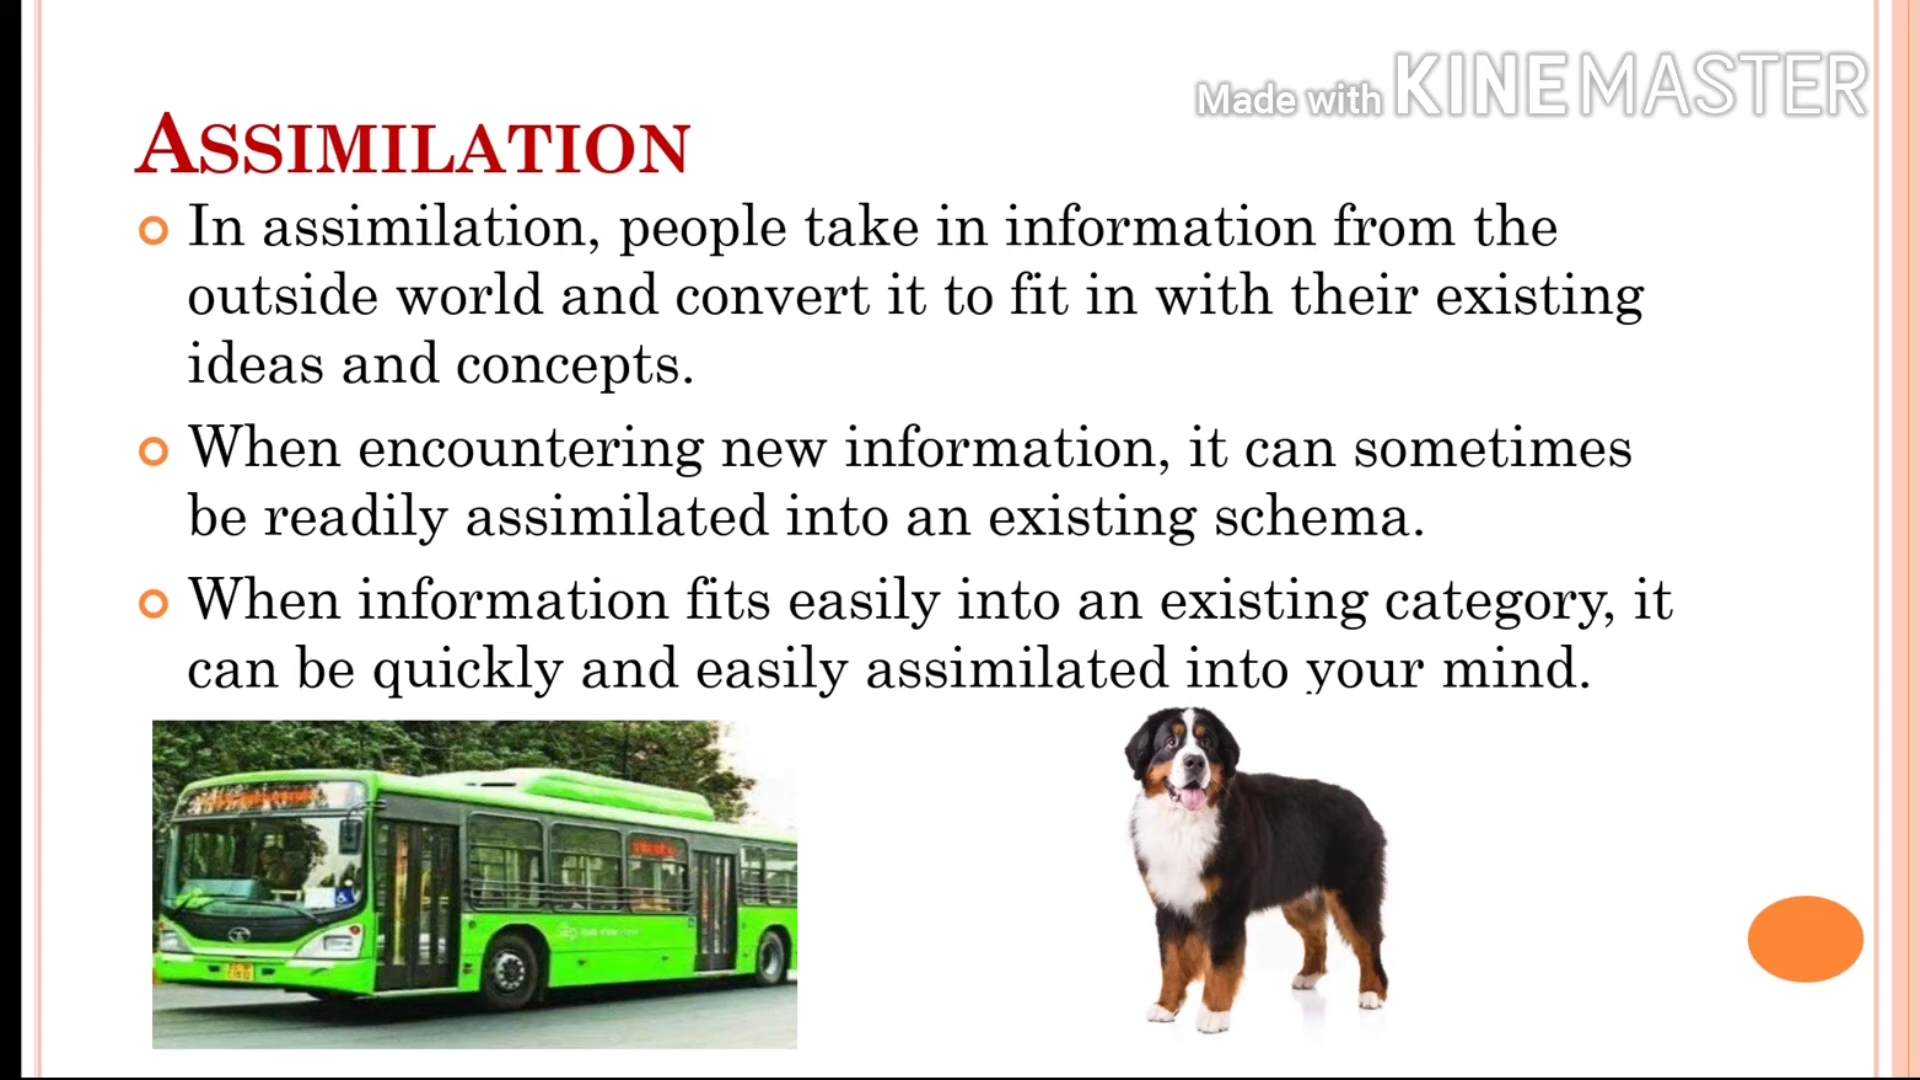 Made with KINEMASTER
ASSIMILATION
In assimilation, people take in information from the
outside world and convert it to fit in with their existing
ideas and concepts.
When encountering new information, it can sometimes
be readily assimilated into an existing schema.
When information fits easily into an existing category, it
can be quickly and easily assimilated into your mind.